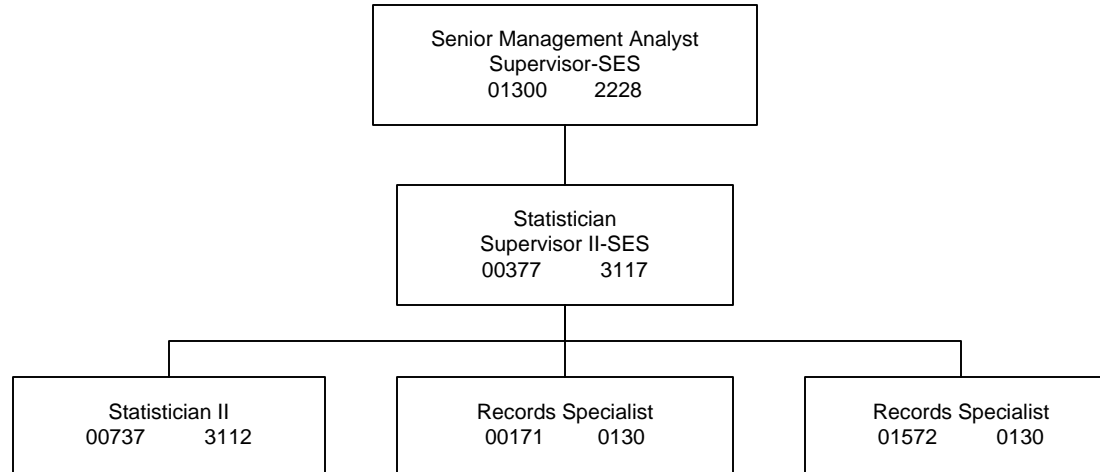 Senior Management Analyst
Supervisor-SES
01300 2228
Statistician
Supervisor II-SES
00377 3117
Statistician II
00737 3112
Records Specialist
00171 0130
Records Specialist
01572 0130